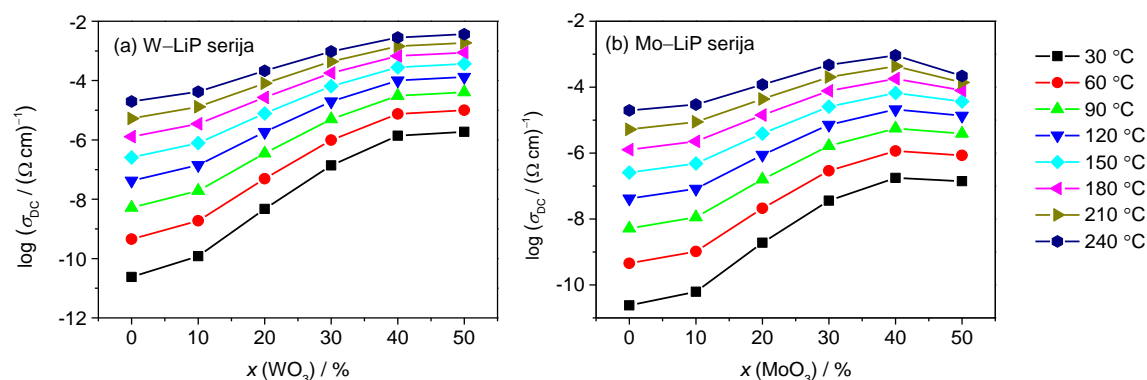 (a) W–LiP serija
log (σDC / (Ω cm)⁻¹)
-2
-4
-6
-8
-10
-12
0 10 20 30 40 50
x (WO₃) / %
(b) Mo–LiP serija
log (σDC / (Ω cm)⁻¹)
-2
-4
-6
-8
-10
0 10 20 30 40 50
x (MoO₃) / %
30 °C
60 °C
90 °C
120 °C
150 °C
180 °C
210 °C
240 °C